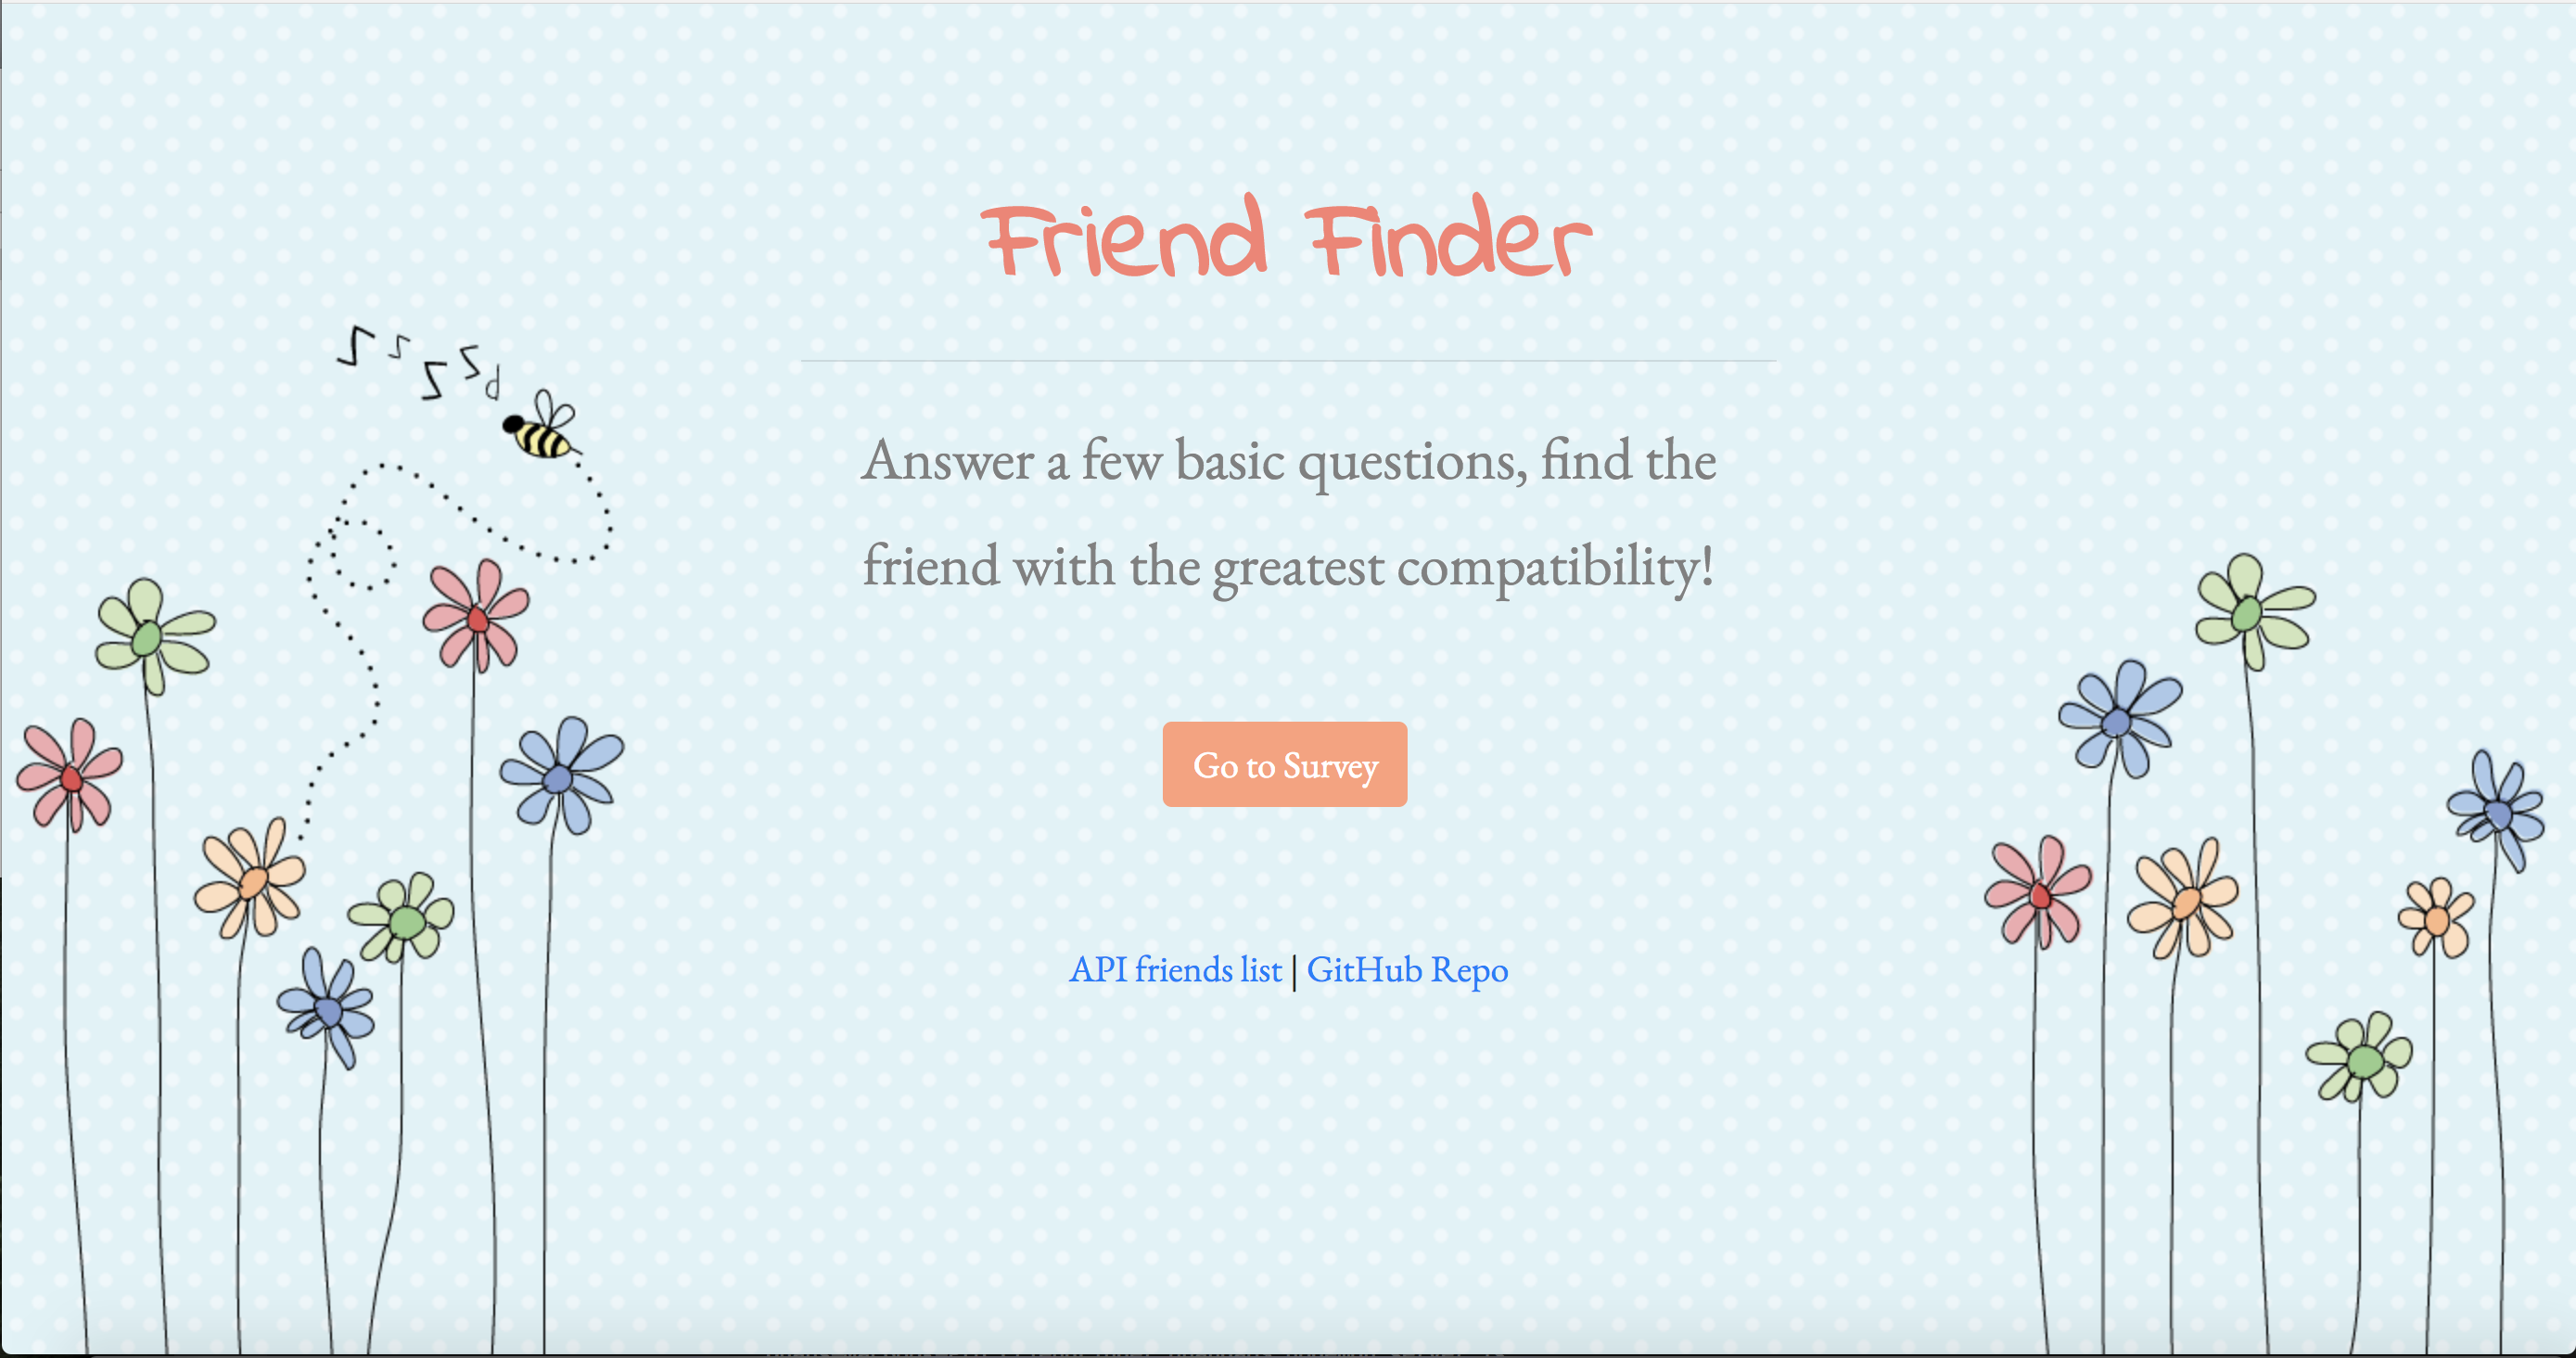 Friend Finder
Answer a few basic questions, find the
friend with the greatest compatibility!
Go to Survey
API friends list | GitHub Repo